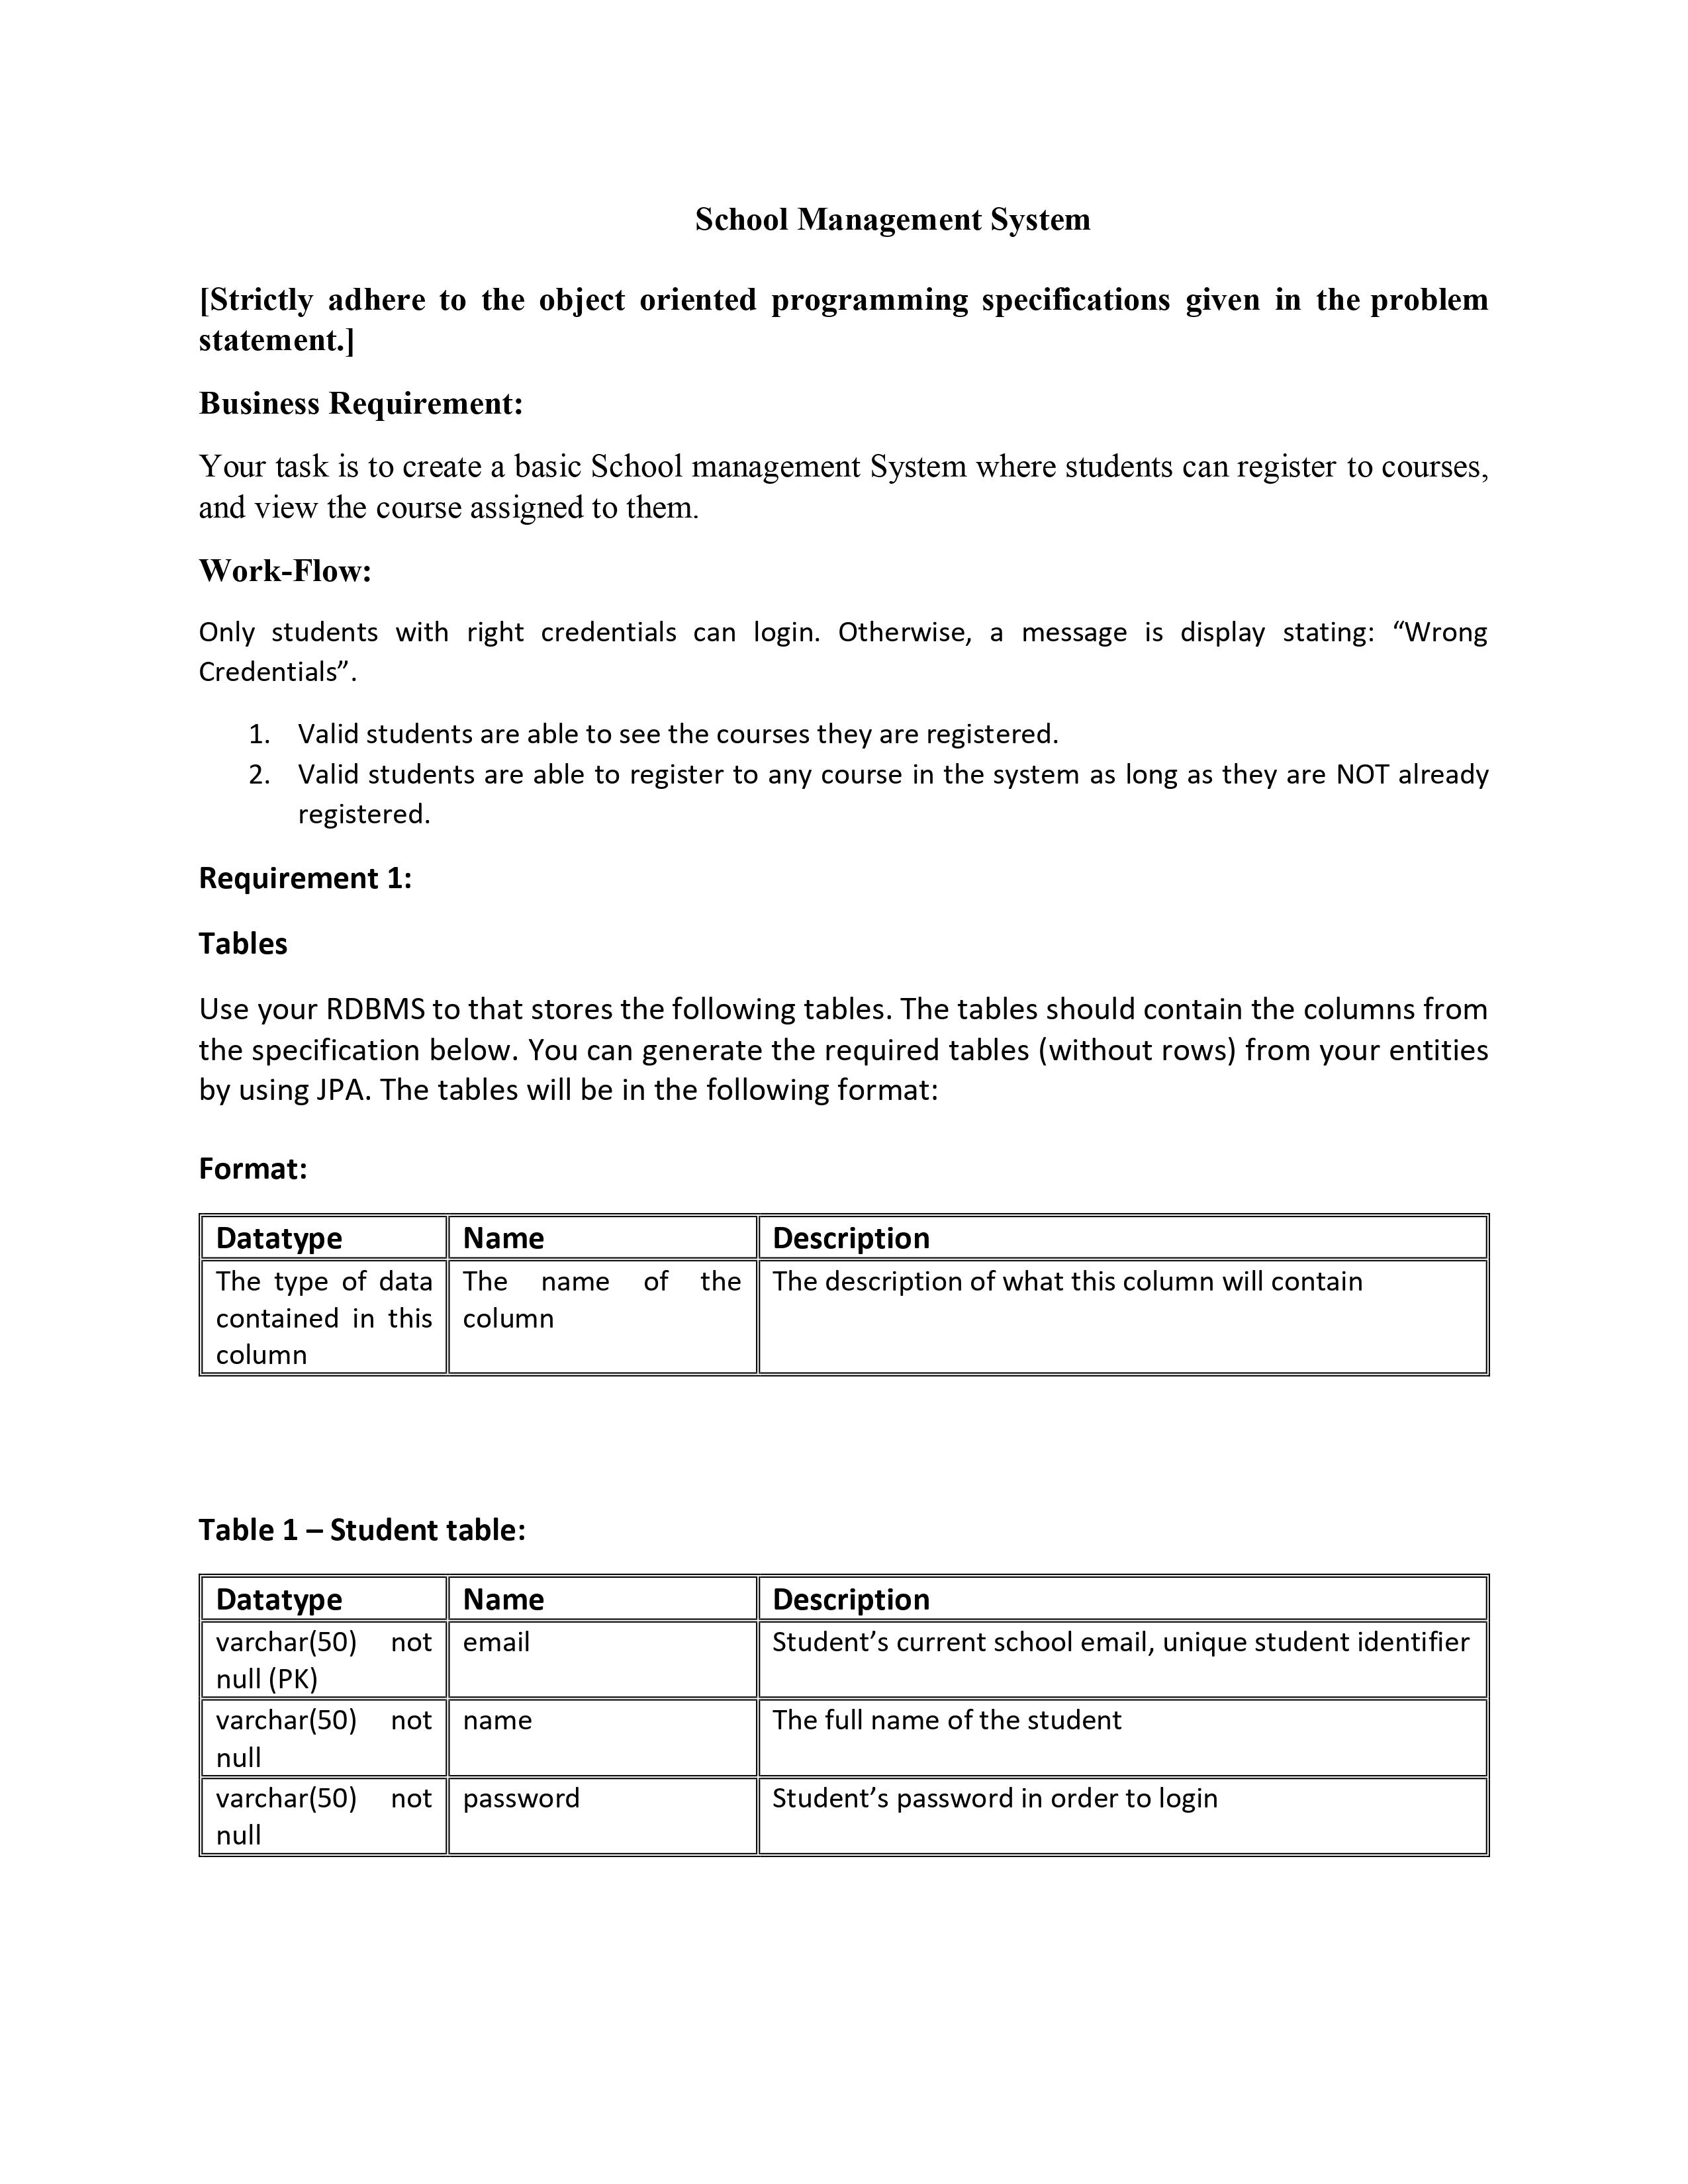 School Management System
[Strictly adhere to the object oriented programming specifications given in the problem
statement.]
Business Requirement:
Your task is to create a basic School management System where students can register to courses,
and view the course assigned to them.
Work-Flow:
Only students with right credentials can login. Otherwise, a message is display stating: “Wrong
Credentials”.
1. Valid students are able to see the courses they are registered.
2. Valid students are able to register to any course in the system as long as they are NOT already
registered.
Requirement 1:
Tables
Use your RDBMS to that stores the following tables. The tables should contain the columns from
the specification below. You can generate the required tables (without rows) from your entities
by using JPA. The tables will be in the following format:
Format:
Datatype Name Description
The type of data The name of the The description of what this column will contain
contained in this column
column
Table 1 – Student table:
Datatype Name Description
varchar(50) not email Student’s current school email, unique student identifier
null (PK)
varchar(50) not name The full name of the student
null
varchar(50) not password Student’s password in order to login
null